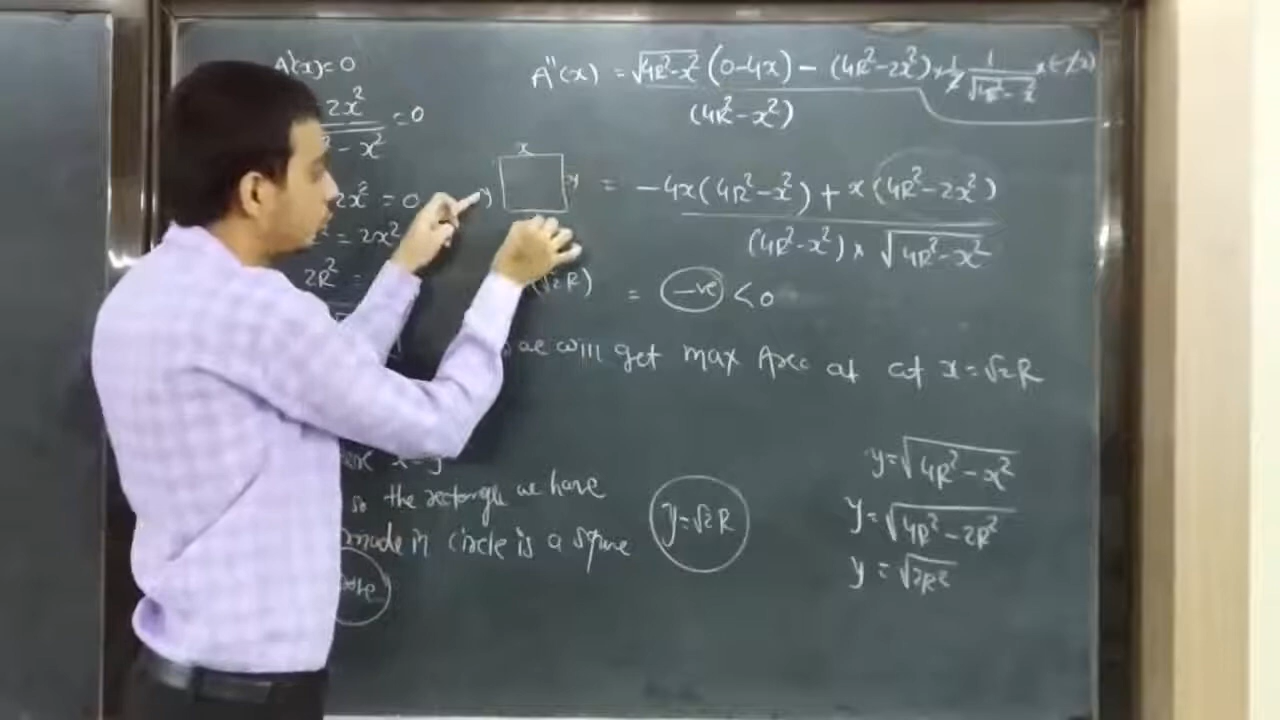 A'(x) = 0
2x² = 0
- x²
2x² = 0
= 2x²
2R² =
x
y
y
A''(x) = √4R²-x² (0-4x) - (4R²-2x²) × 1/2 1/√4R²-x² × (-2x)
(4R²-x²)
= -4x(4R²-x²) + x(4R²-2x²)
(4R²-x²) × √4R²-x²
(√2R) = -ve < 0
we will get max Area at at x = √2R
x = y
so the rectangle we have
made in circle is a square
y = √2R
y = √4R²-x²
y = √4R²-2R²
y = √2R²